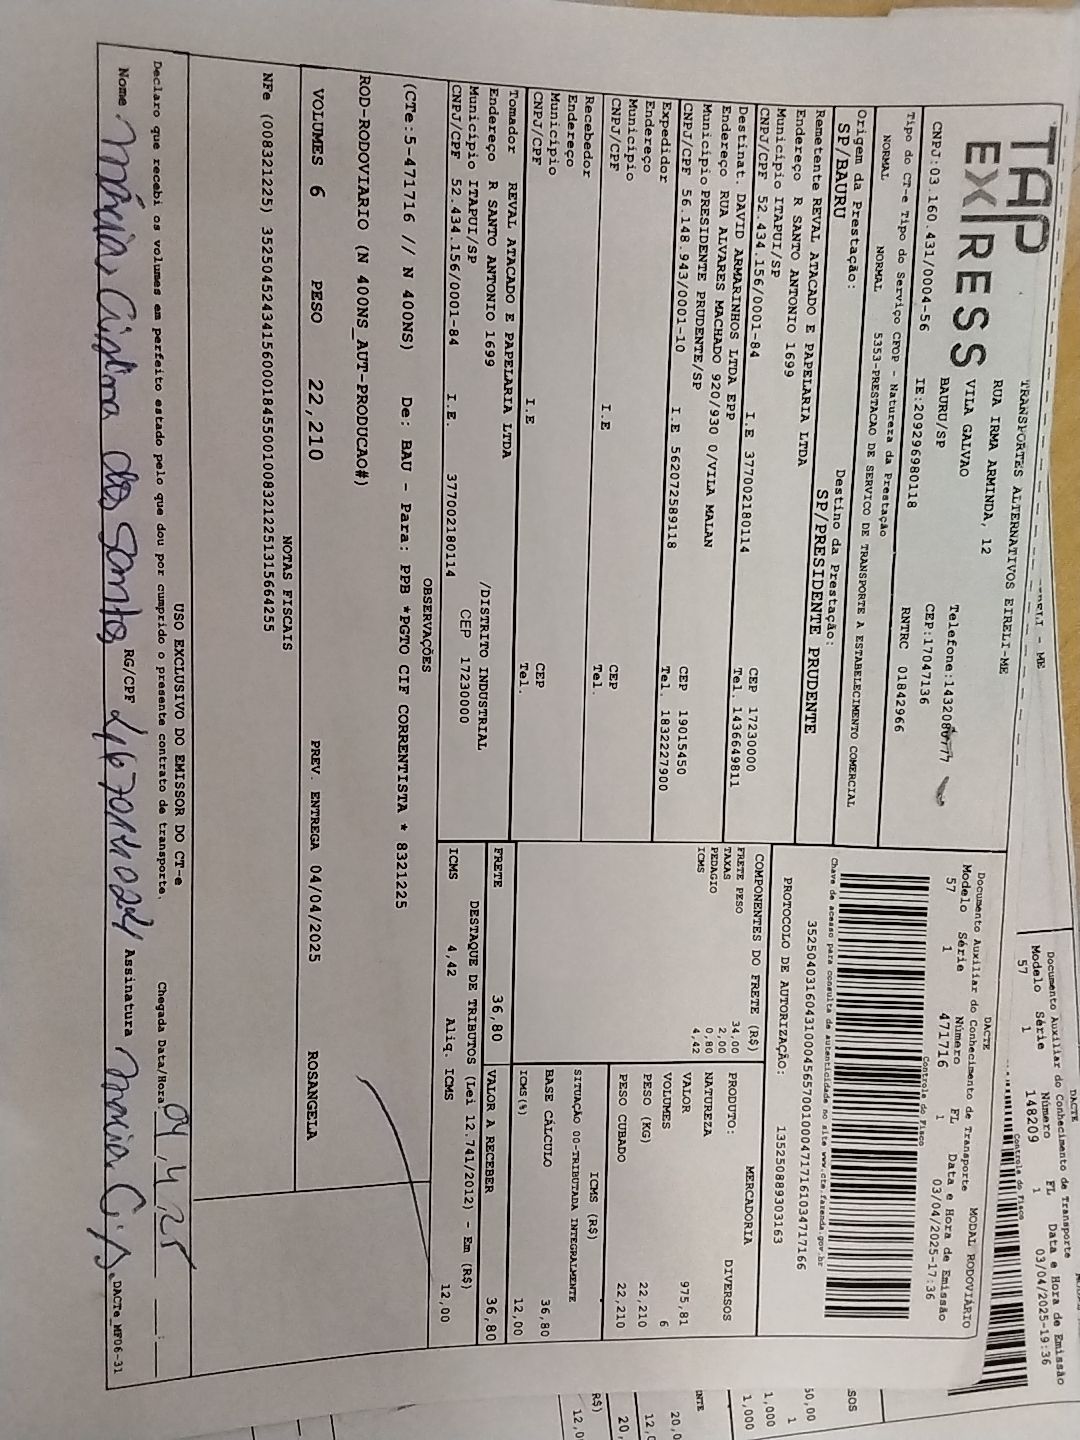 TAP
EX|RESS
TRANSPORTES ALTERNATIVOS EIRELI-ME
RUA IRMA ARMINDA, 12
VILA GALVAO
BAURU/SP
Telefone:
CEP:17047136
CNPJ:03.160.431/0004-56 IE:209296980118 RNTRC 01842966
Tipo do CT-e Tipo do Serviço CFOP - Natureza da Prestação
NORMAL NORMAL 5353-PRESTACAO DE SERVICO DE TRANSPORTE A ESTABELECIMENTO COMERCIAL
Origem da Prestação: Destino da Prestação:
SP/BAURU SP/PRESIDENTE PRUDENTE
Remetente REVAL ATACADO E PAPELARIA LTDA
Endereço R SANTO ANTONIO 1699
Município ITAPUI/SP CEP 17230000
CNPJ/CPF 52.434.156/0001-84 I.E 377002180114 Tel. 1436649811
Destinat. DAVID ARMARINHOS LTDA EPP
Endereço RUA ALVARES MACHADO 920/930 0/VILA MALAN
Município PRESIDENTE PRUDENTE/SP CEP 19015450
CNPJ/CPF 56.148.943/0001-10 I.E 562072589118 Tel. 1832227900
Expedidor
Endereço
Município CEP
CNPJ/CPF I.E Tel.
Recebedor
Endereço
Município CEP
CNPJ/CPF I.E Tel.
Tomador REVAL ATACADO E PAPELARIA LTDA
Endereço R SANTO ANTONIO 1699 /DISTRITO INDUSTRIAL
Município ITAPUI/SP CEP 17230000
CNPJ/CPF 52.434.156/0001-84 I.E. 377002180114
DACTE MODAL RODOVIÁRIO
Documento Auxiliar do Conhecimento de Transporte
Modelo Série Número FL Data e Hora de Emissão
57 1 471716 1 03/04/2025-17:36
Controle do Fisco
Chave de acesso para consulta de autenticidade no site www.cte.fazenda.gov.br
35250403160431000456570010004717161034717166
PROTOCOLO DE AUTORIZAÇÃO: 135250889303163
COMPONENTES DO FRETE (R$)
FRETE PESO 34,00
TAXAS 2,00
PEDAGIO 0,80
ICMS 4,42
MERCADORIA
PRODUTO: DIVERSOS
NATUREZA
VALOR 975,81
VOLUMES 6
PESO (KG) 22,210
PESO CUBADO 22,210
ICMS (R$)
SITUAÇÃO 00-TRIBUTADA INTEGRALMENTE
BASE CÁLCULO 36,80
ICMS(%) 12,00
FRETE 36,80 VALOR A RECEBER 36,80
DESTAQUE DE TRIBUTOS (Lei 12.741/2012) - Em (R$)
ICMS 4,42 Aliq. ICMS 12,00
OBSERVAÇÕES
(CTe:5-471716 // N 400NS) De: BAU - Para: PPB *PGTO CIF CORRENTISTA * 8321225
ROD-RODOVIARIO (N 400NS_AUT-PRODUCAO#)
VOLUMES 6 PESO 22,210 PREV. ENTREGA 04/04/2025 ROSANGELA
NOTAS FISCAIS
NFe (008321225)
USO EXCLUSIVO DO EMISSOR DO CT-e
Declaro que recebi os volumes em perfeito estado pelo que dou por cumprido o presente contrato de transporte. Chegada Data/Hora 04/4/25
Nome Márcia Cristina dos Santos RG/CPF Assinatura Marcia C. S. DACTe_MF06-31
DACTE
Documento Auxiliar do Conhecimento de Transporte
Modelo Série Número FL Data e Hora de Emissão
57 1 148209 1 03/04/2025-19:36
Controle do Fisco